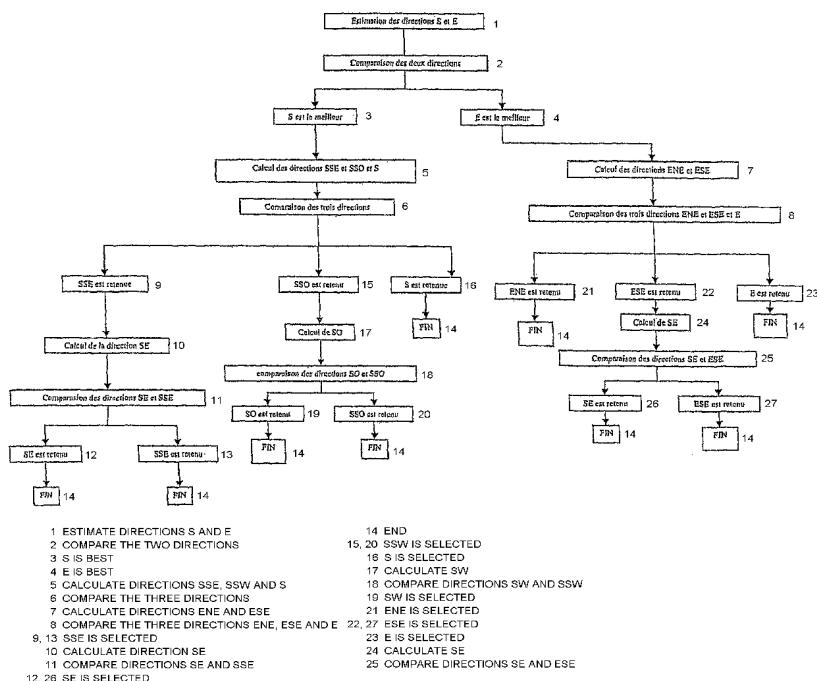 Estimation des directions S et E 1
Comparaison des deux directions 2
S est le meilleur 3
E est le meilleur 4
Calcul des directions SSE et SSO et S 5
Calcul des directions ENE et ESE 7
Comparaison des trois directions 6
Comparaison des trois directions ENE et ESE et E 8
SSE est retenue 9
SSO est retenu 15
S est retenue 16
ENE est retenu 21
ESE est retenu 22
E est retenu 23
FIN 14
FIN 14
FIN 14
Calcul de la direction SE 10
Calcul de SO 17
Calcul de SE 24
Comparaison des directions SE et SSE 11
comparaison des directions SO et SSO 18
Comparaison des directions SE et ESE 25
SE est retenu 12
SSE est retenu 13
SO est retenu 19
SSO est retenu 20
SE est retenu 26
ESE est retenu 27
FIN 14
FIN 14
FIN 14
FIN 14
FIN 14
FIN 14
1 ESTIMATE DIRECTIONS S AND E
2 COMPARE THE TWO DIRECTIONS
3 S IS BEST
4 E IS BEST
5 CALCULATE DIRECTIONS SSE, SSW AND S
6 COMPARE THE THREE DIRECTIONS
7 CALCULATE DIRECTIONS ENE AND ESE
8 COMPARE THE THREE DIRECTIONS ENE, ESE AND E
9, 13 SSE IS SELECTED
10 CALCULATE DIRECTION SE
11 COMPARE DIRECTIONS SE AND SSE
12, 26 SE IS SELECTED
14 END
15, 20 SSW IS SELECTED
16 S IS SELECTED
17 CALCULATE SW
18 COMPARE DIRECTIONS SW AND SSW
19 SW IS SELECTED
21 ENE IS SELECTED
22, 27 ESE IS SELECTED
23 E IS SELECTED
24 CALCULATE SE
25 COMPARE DIRECTIONS SE AND ESE